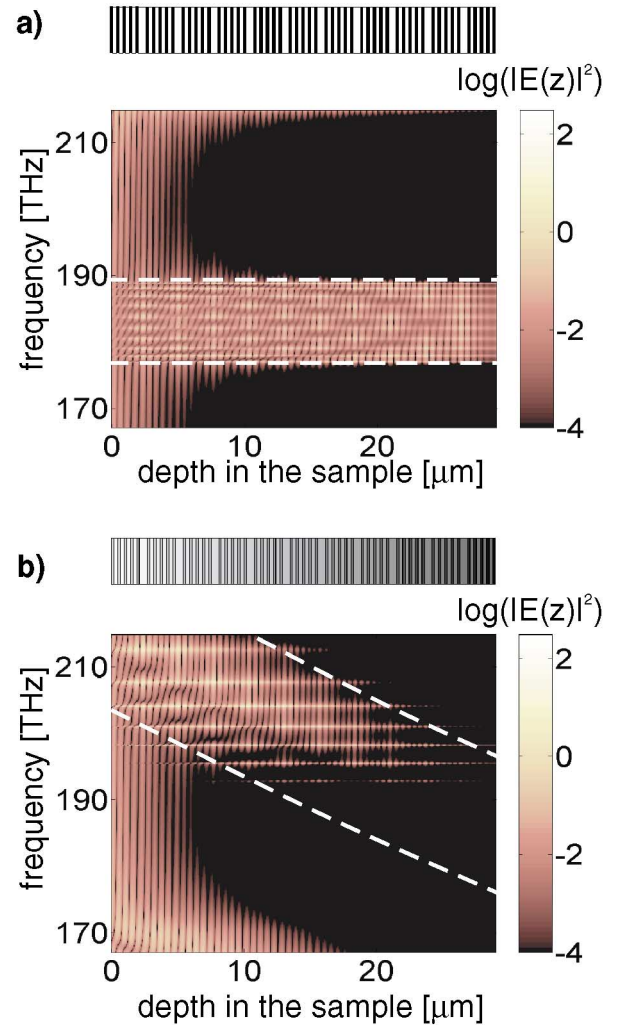 a)
log(|E(z)|²)
frequency [THz]
210
190
170
2
0
-2
-4
0
10
20
depth in the sample [μm]
b)
log(|E(z)|²)
frequency [THz]
210
190
170
2
0
-2
-4
0
10
20
depth in the sample [μm]